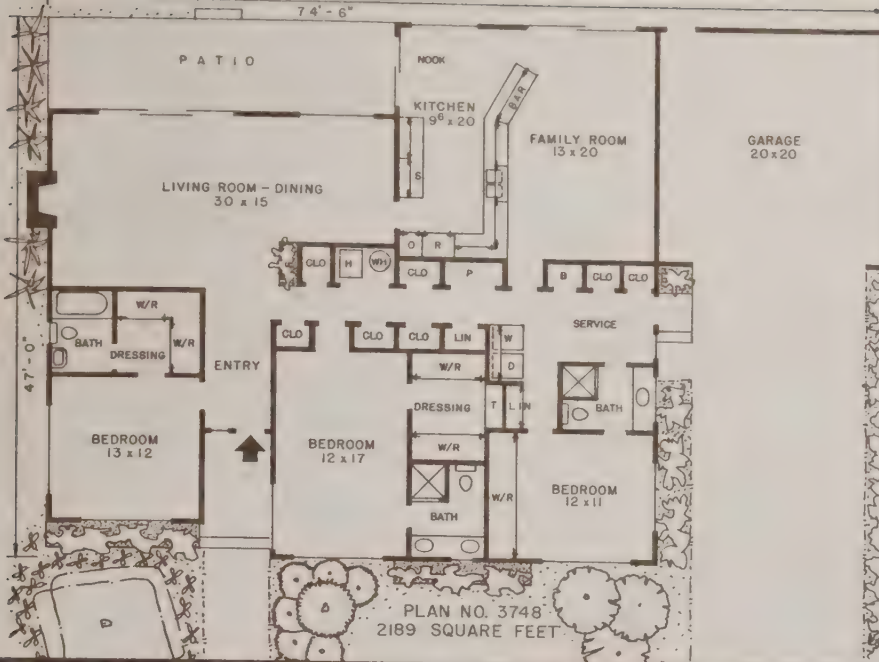 74'-6"
PATIO
NOOK
KITCHEN
9⁶ x 20
BAR
FAMILY ROOM
13 x 20
GARAGE
20 x 20
LIVING ROOM - DINING
30 x 15
S
O
R
CLO
H
WH
CLO
P
B
CLO
CLO
W/R
W/R
BATH
DRESSING
ENTRY
CLO
CLO
CLO
LIN
W
D
SERVICE
47'-0"
W/R
DRESSING
W/R
T
LIN
BATH
BEDROOM
13 x 12
BEDROOM
12 x 17
BATH
W/R
BEDROOM
12 x 11
PLAN NO. 3748
2189 SQUARE FEET